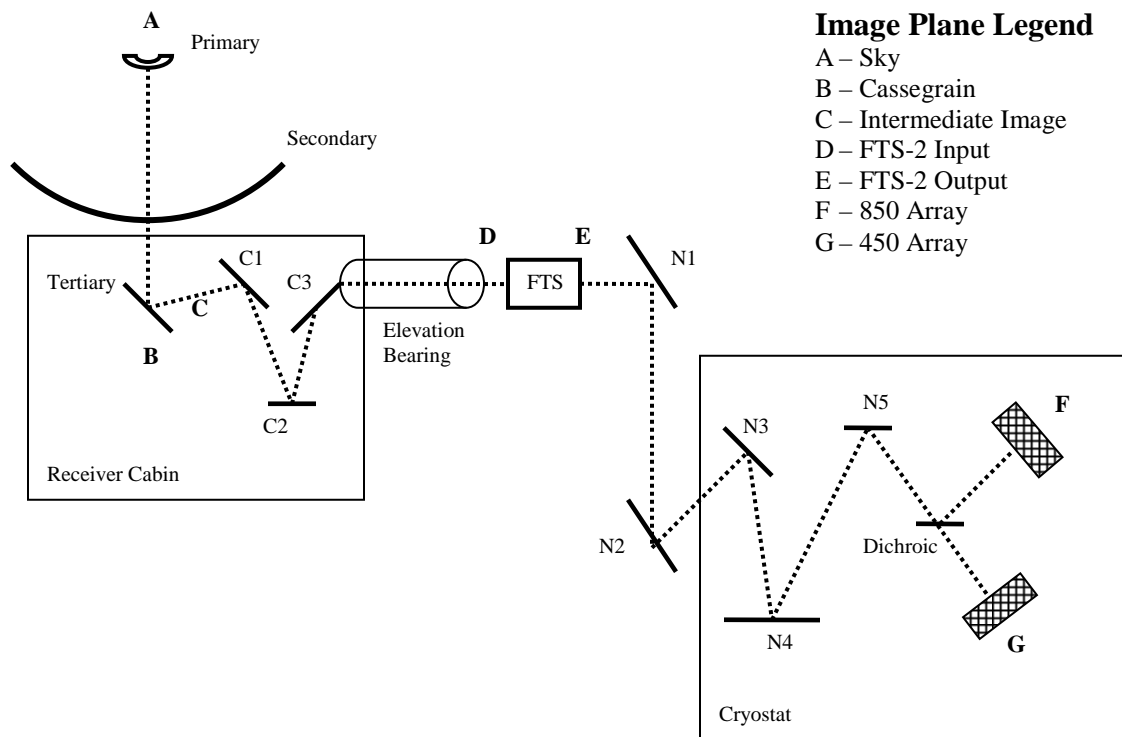 A
Primary
Secondary
Image Plane Legend
A – Sky
B – Cassegrain
C – Intermediate Image
D – FTS-2 Input
E – FTS-2 Output
F – 850 Array
G – 450 Array
Tertiary
C1
C
B
C2
C3
Receiver Cabin
Elevation
Bearing
D
FTS
E
N1
N2
N3
N4
N5
Dichroic
F
G
Cryostat